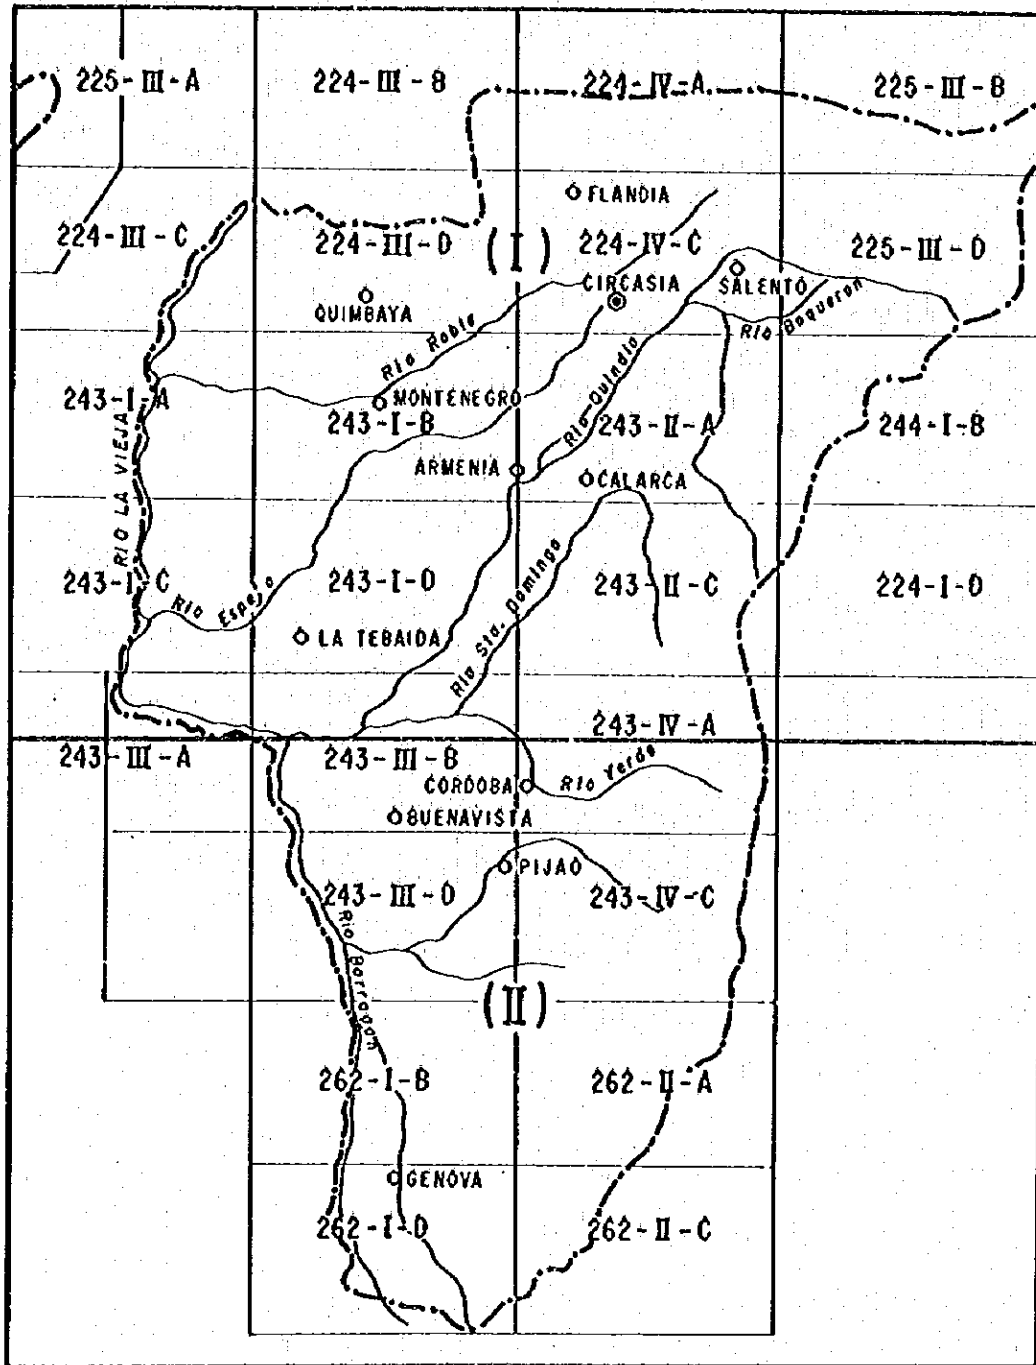 225-III-A
224-III-B
224-IV-A
225-III-B
FLANDIA
224-III-C
224-III-D
(I)
224-IV-C
225-III-D
CIRCASIA
SALENTO
QUIMBAYA
Rio Roble
Rio Boqueron
243-I-A
MONTENEGRO
243-I-B
Rio Quindio
243-II-A
244-I-B
RIO LA VIEJA
ARMENIA
CALARCA
243-I-C
Rio Espejo
243-I-D
Rio Sto. Domingo
243-II-C
224-I-D
LA TEBAIDA
243-IV-A
243-III-A
243-III-B
CORDOBA
Rio Verde
BUENAVISTA
PIJAO
243-III-D
243-IV-C
Rio Barragan
(II)
262-I-B
262-II-A
GENOVA
262-I-D
262-II-C